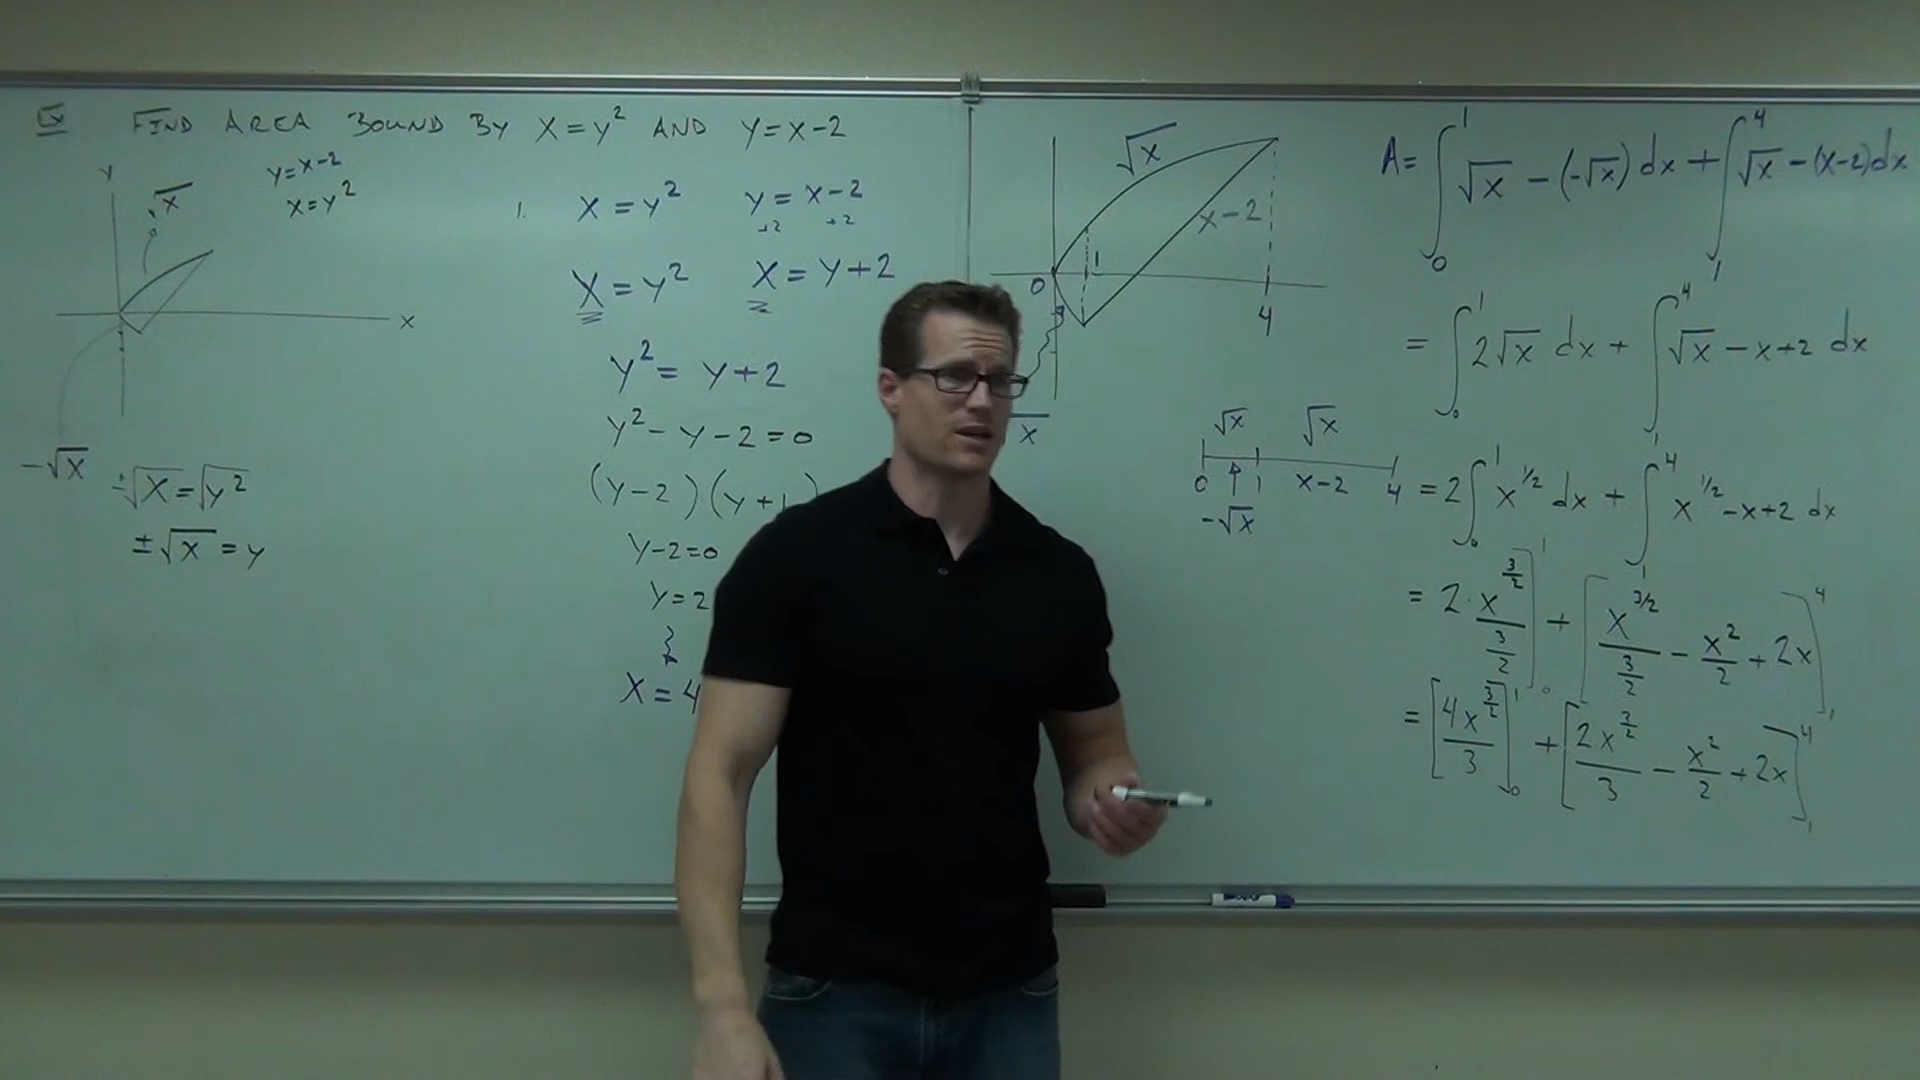 Ex FIND AREA BOUND BY X = y² AND Y = X-2
y
√x
y = x-2
x = y²
x
-√x
±√x = √y²
±√x = y
1. X = y² y = x-2
+2 +2
X = y² X = Y+2
y² = y+2
y² - y - 2 = 0
(y-2)(y+1)
y-2=0
y=2
X = 4
√x
x-2
0 1 4
x
√x √x
0 1 x-2 4
-√x
A = ∫₀¹ √x - (-√x) dx + ∫₁⁴ √x - (x-2) dx
= ∫₀¹ 2√x dx + ∫₁⁴ √x - x + 2 dx
= 2∫₀¹ x^1/2 dx + ∫₁⁴ x^1/2 - x + 2 dx
= 2 · x^3/2 / 3/2 ]₀¹ + [ x^3/2 / 3/2 - x²/2 + 2x ]₁⁴
= [ 4x^3/2 / 3 ]₀¹ + [ 2x^3/2 / 3 - x²/2 + 2x ]₁⁴